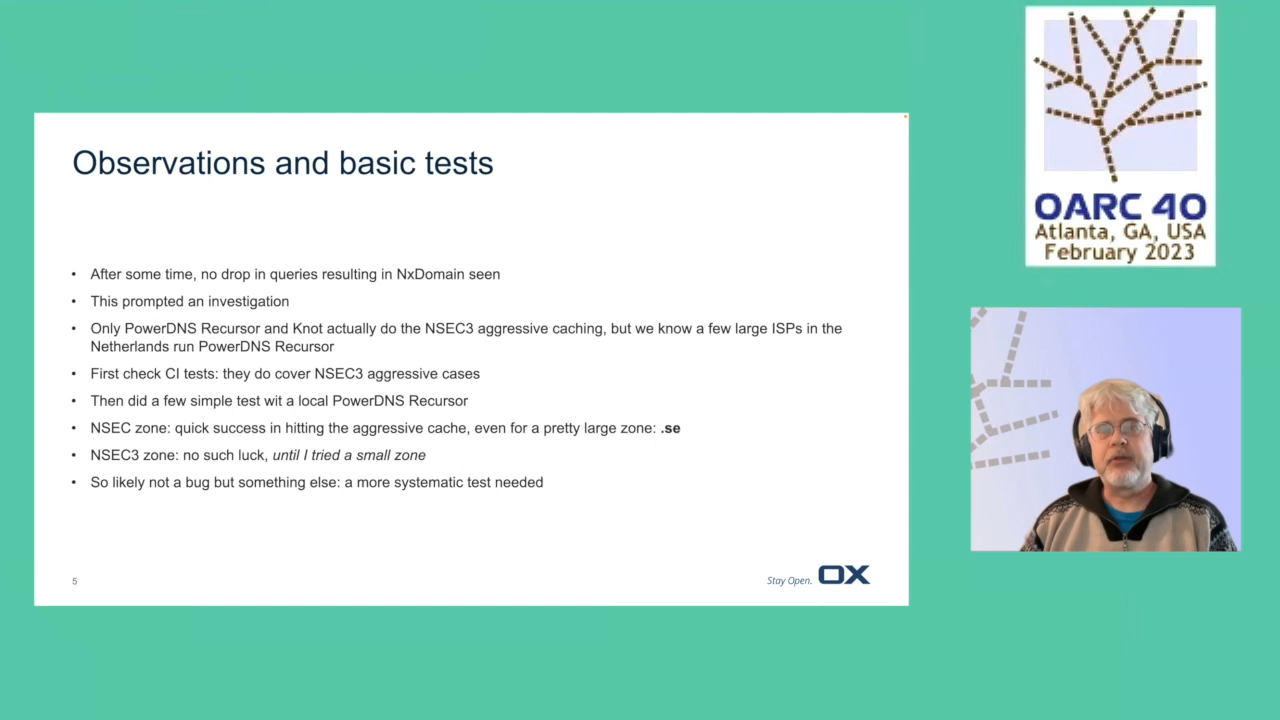 Observations and basic tests
• After some time, no drop in queries resulting in NxDomain seen
• This prompted an investigation
• Only PowerDNS Recursor and Knot actually do the NSEC3 aggressive caching, but we know a few large ISPs in the
Netherlands run PowerDNS Recursor
• First check CI tests: they do cover NSEC3 aggressive cases
• Then did a few simple test wit a local PowerDNS Recursor
• NSEC zone: quick success in hitting the aggressive cache, even for a pretty large zone: .se
• NSEC3 zone: no such luck, until I tried a small zone
• So likely not a bug but something else: a more systematic test needed
5
Stay Open. OX
OARC 40
Atlanta, GA, USA
February 2023